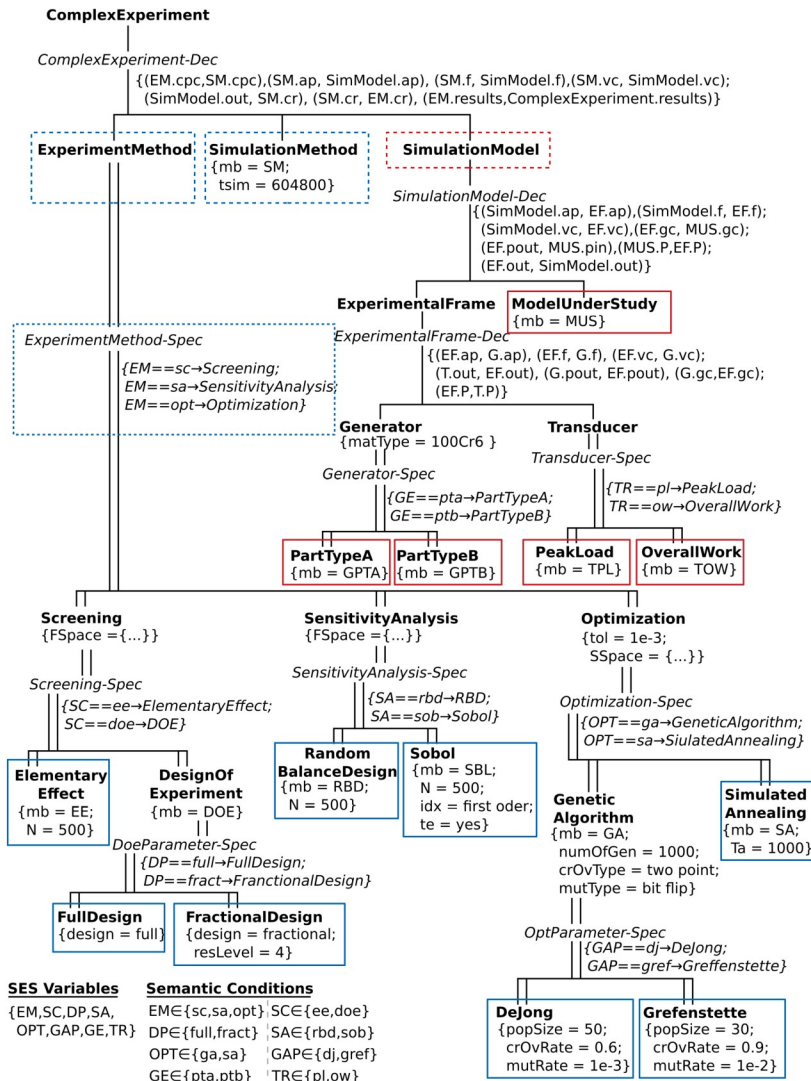 ComplexExperiment
ComplexExperiment-Dec
{(EM.cpc,SM.cpc),(SM.ap, SimModel.ap), (SM.f, SimModel.f),(SM.vc, SimModel.vc);
(SimModel.out, SM.cr), (SM.cr, EM.cr), (EM.results,ComplexExperiment.results)}
ExperimentMethod
SimulationMethod
{mb = SM;
tsim = 604800}
SimulationModel
SimulationModel-Dec
{(SimModel.ap, EF.ap),(SimModel.f, EF.f);
(SimModel.vc, EF.vc),(EF.gc, MUS.gc);
(EF.pout, MUS.pin),(MUS.P,EF.P);
(EF.out, SimModel.out)}
ExperimentalFrame
ModelUnderStudy
{mb = MUS}
ExperimentMethod-Spec
{EM==sc→Screening;
EM==sa→SensitivityAnalysis;
EM==opt→Optimization}
ExperimentalFrame-Dec
{(EF.ap, G.ap), (EF.f, G.f), (EF.vc, G.vc);
(T.out, EF.out), (G.pout, EF.pout), (G.gc,EF.gc);
(EF.P,T.P)}
Generator
{matType = 100Cr6 }
Transducer
Generator-Spec
{GE==pta→PartTypeA;
GE==ptb→PartTypeB}
Transducer-Spec
{TR==pl→PeakLoad;
TR==ow→OverallWork}
PartTypeA
{mb = GPTA}
PartTypeB
{mb = GPTB}
PeakLoad
{mb = TPL}
OverallWork
{mb = TOW}
Screening
{FSpace ={...}}
SensitivityAnalysis
{FSpace ={...}}
Optimization
{tol = 1e-3;
SSpace = {...}}
Screening-Spec
{SC==ee→ElementaryEffect;
SC==doe→DOE}
SensitivityAnalysis-Spec
{SA==rbd→RBD;
SA==sob→Sobol}
Optimization-Spec
{OPT==ga→GeneticAlgorithm;
OPT==sa→SiulatedAnnealing}
Elementary
Effect
{mb = EE;
N = 500}
DesignOf
Experiment
{mb = DOE}
Random
BalanceDesign
{mb = RBD;
N = 500}
Sobol
{mb = SBL;
N = 500;
idx = first oder;
te = yes}
Genetic
Algorithm
{mb = GA;
numOfGen = 1000;
crOvType = two point;
mutType = bit flip}
Simulated
Annealing
{mb = SA;
Ta = 1000}
DoeParameter-Spec
{DP==full→FullDesign;
DP==fract→FranctionalDesign}
FullDesign
{design = full}
FractionalDesign
{design = fractional;
resLevel = 4}
OptParameter-Spec
{GAP==dj→DeJong;
GAP==gref→Greffenstette}
DeJong
{popSize = 50;
crOvRate = 0.6;
mutRate = 1e-3}
Grefenstette
{popSize = 30;
crOvRate = 0.9;
mutRate = 1e-2}
SES Variables
{EM,SC,DP,SA,
OPT,GAP,GE,TR}
Semantic Conditions
EM∈{sc,sa,opt} SC∈{ee,doe}
DP∈{full,fract} SA∈{rbd,sob}
OPT∈{ga,sa} GAP∈{dj,gref}
GE∈{pta,ptb} TR∈{pl,ow}